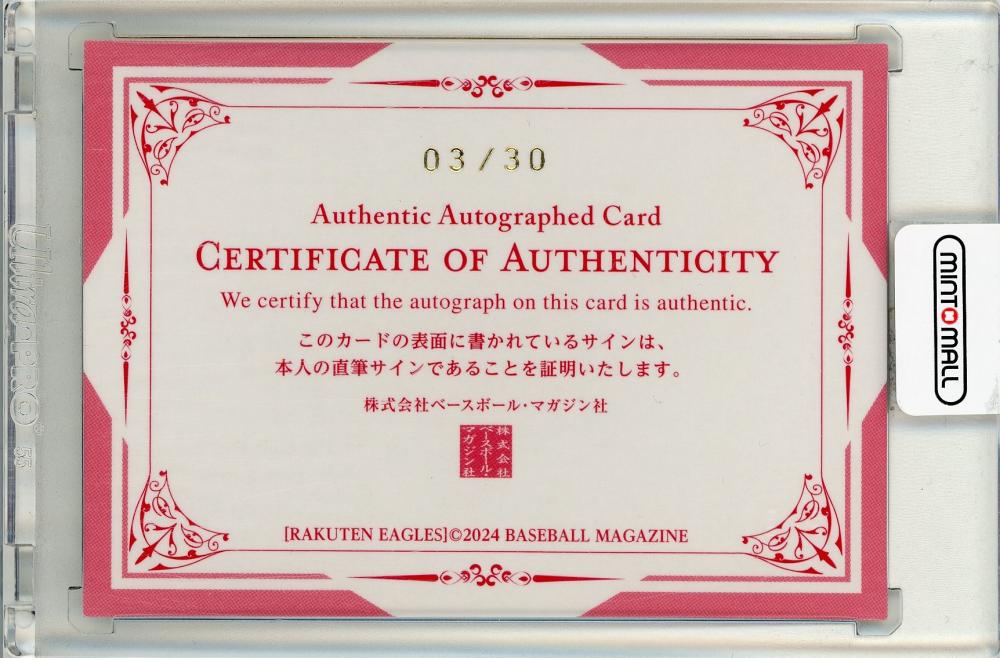 03/30
Authentic Autographed Card
CERTIFICATE OF AUTHENTICITY
We certify that the autograph on this card is authentic.
このカードの表面に書かれているサインは、
本人の直筆サインであることを証明いたします。
株式会社ベースボール・マガジン社
株式会社
ベースボール・
マガジン社
[RAKUTEN EAGLES]©2024 BASEBALL MAGAZINE
MINT MALL
UltraPRO
55